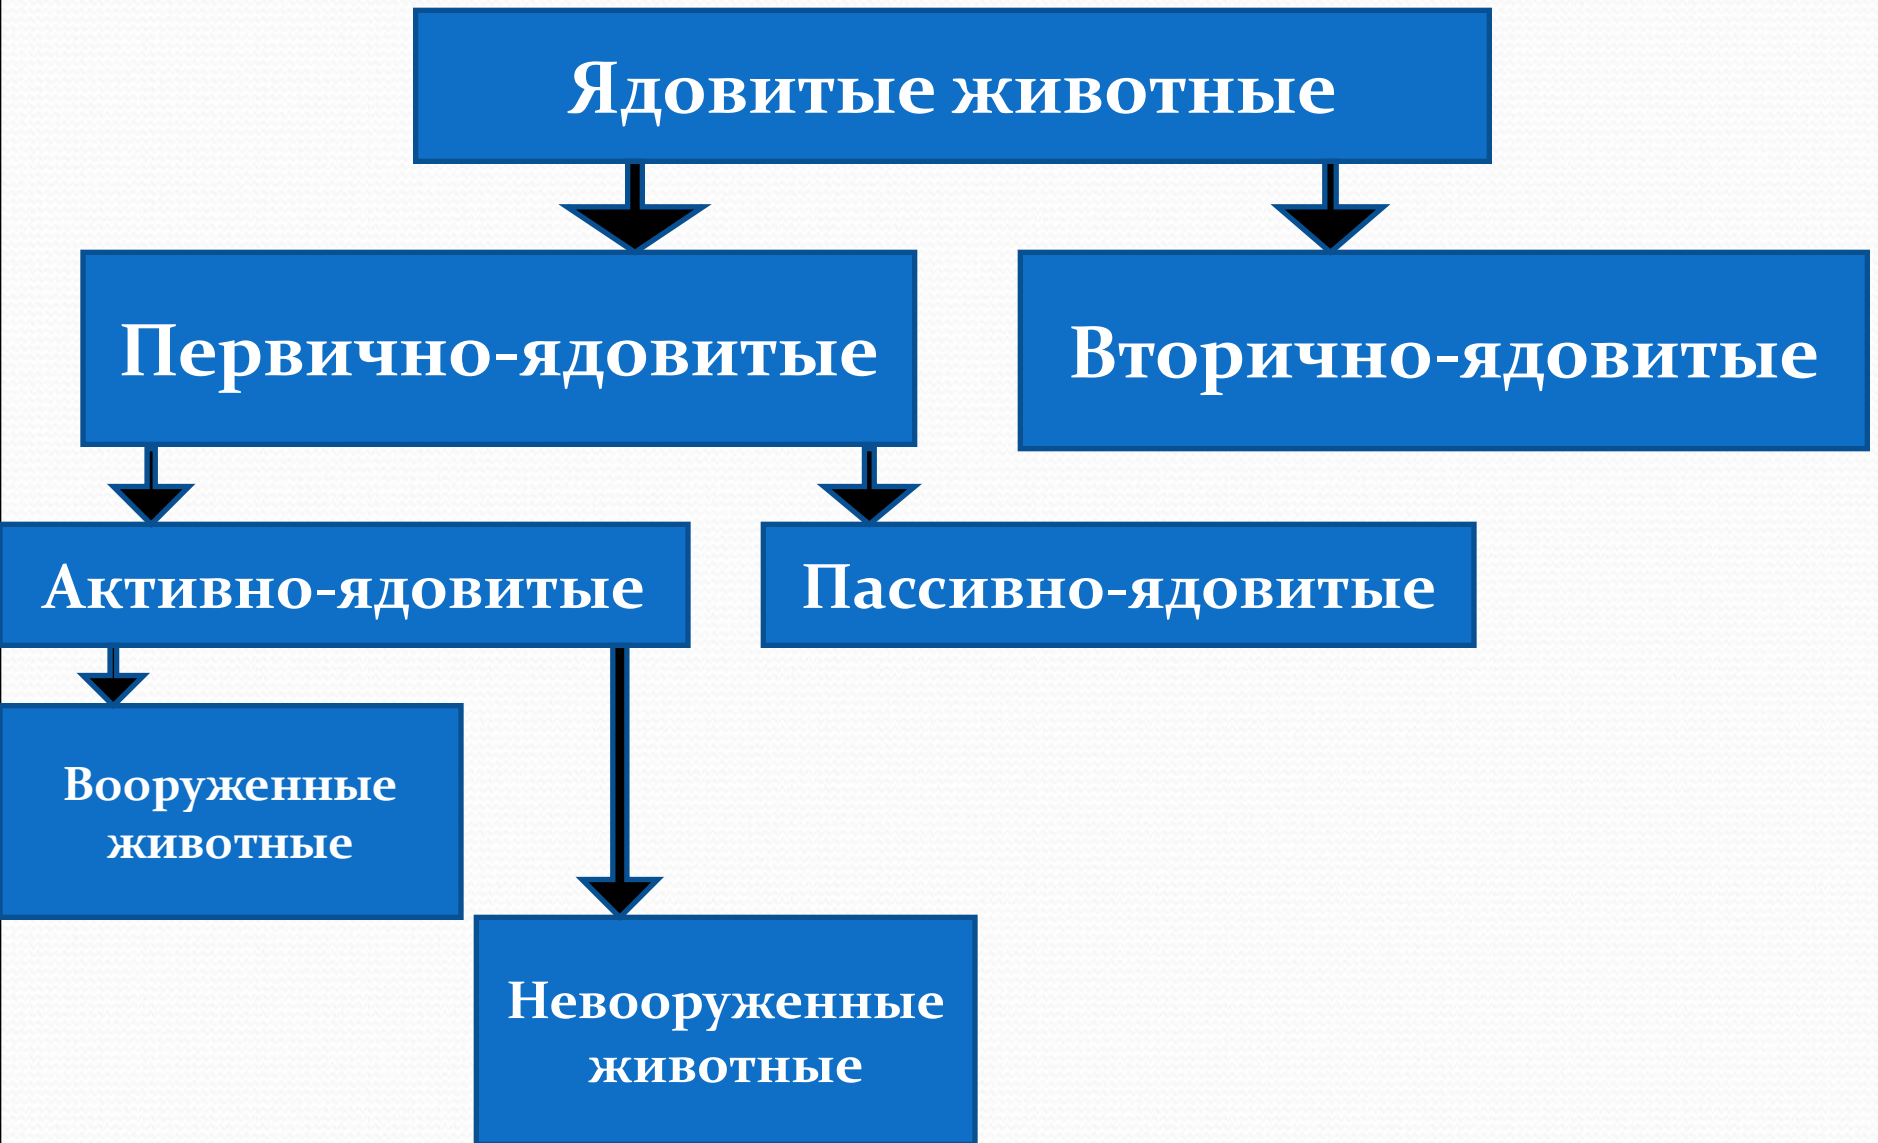 Ядовитые животные
Первично-ядовитые
Вторично-ядовитые
Активно-ядовитые
Пассивно-ядовитые
Вооруженные
животные
Невооруженные
животные